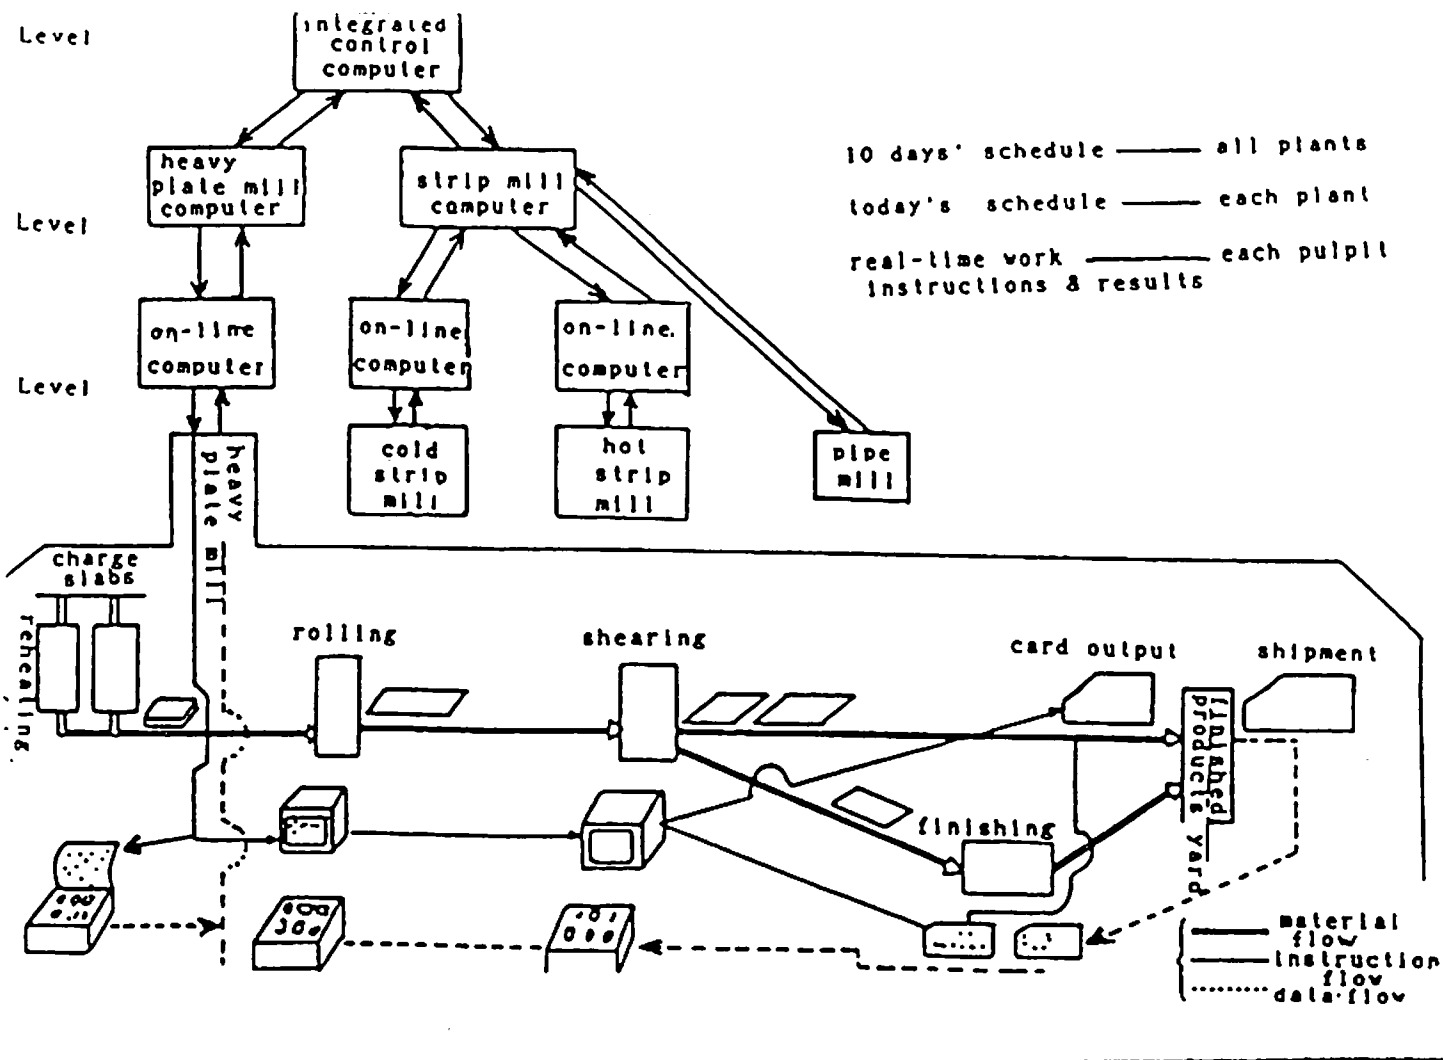 Level
integrated
control
computer
heavy
plate mill
computer
strip mill
computer
Level
10 days' schedule — all plants
today's schedule — each plant
real-time work — each pulpit
instructions & results
on-line
computer
on-line
computer
on-line.
computer
Level
cold
strip
mill
hot
strip
mill
pipe
mill
heavy
plate mill
charge
slabs
reheating
rolling
shearing
card output
shipment
finished
products yard
finishing
material
flow
instruction
flow
data·flow